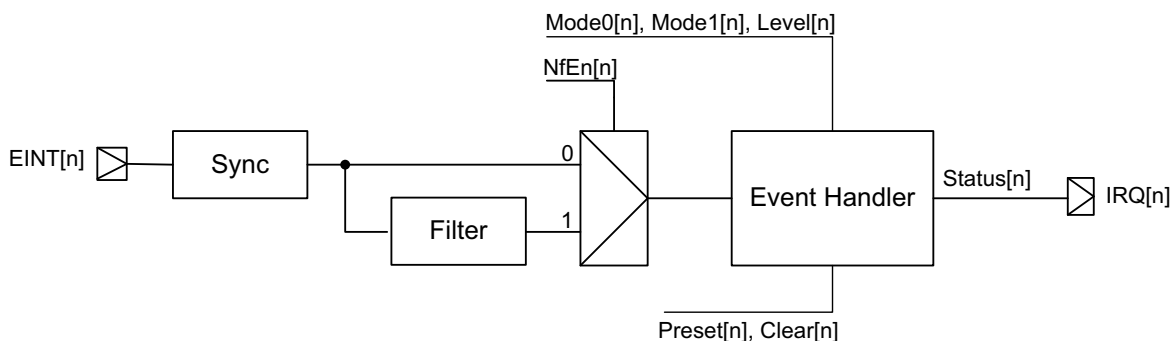 Mode0[n], Mode1[n], Level[n]
NfEn[n]
EINT[n]
Sync
0
Filter
1
Event Handler
Status[n]
IRQ[n]
Preset[n], Clear[n]